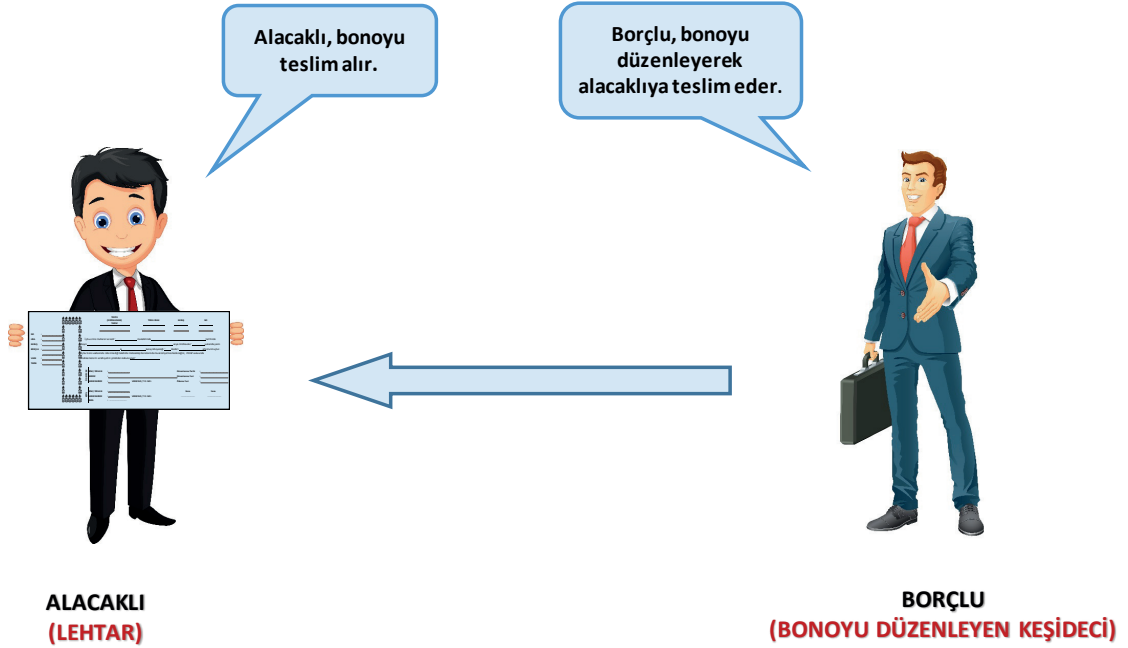 Alacaklı, bonoyu
teslim alır.
Borçlu, bonoyu
düzenleyerek
alacaklıya teslim eder.
ALACAKLI
(LEHTAR)
BORÇLU
(BONOYU DÜZENLEYEN KEŞİDECİ)